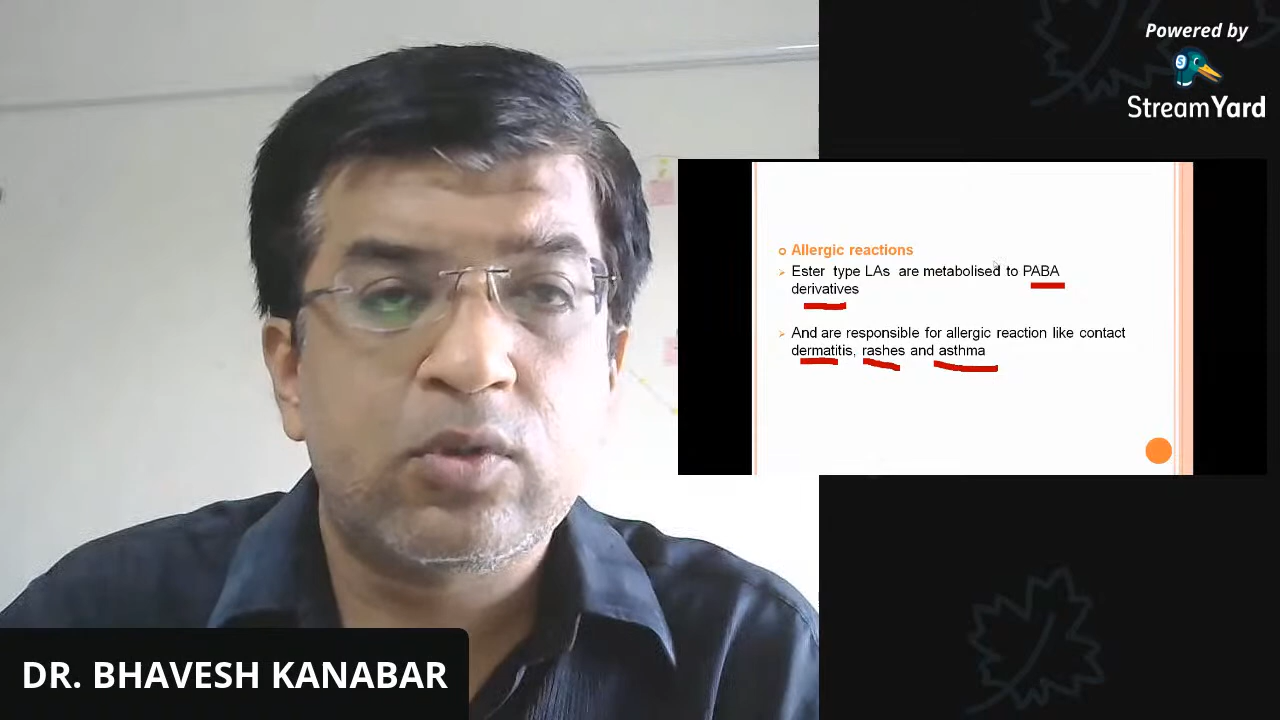 Powered by
StreamYard
Allergic reactions
Ester type LAs are metabolised to PABA
derivatives
And are responsible for allergic reaction like contact
dermatitis, rashes and asthma
DR. BHAVESH KANABAR